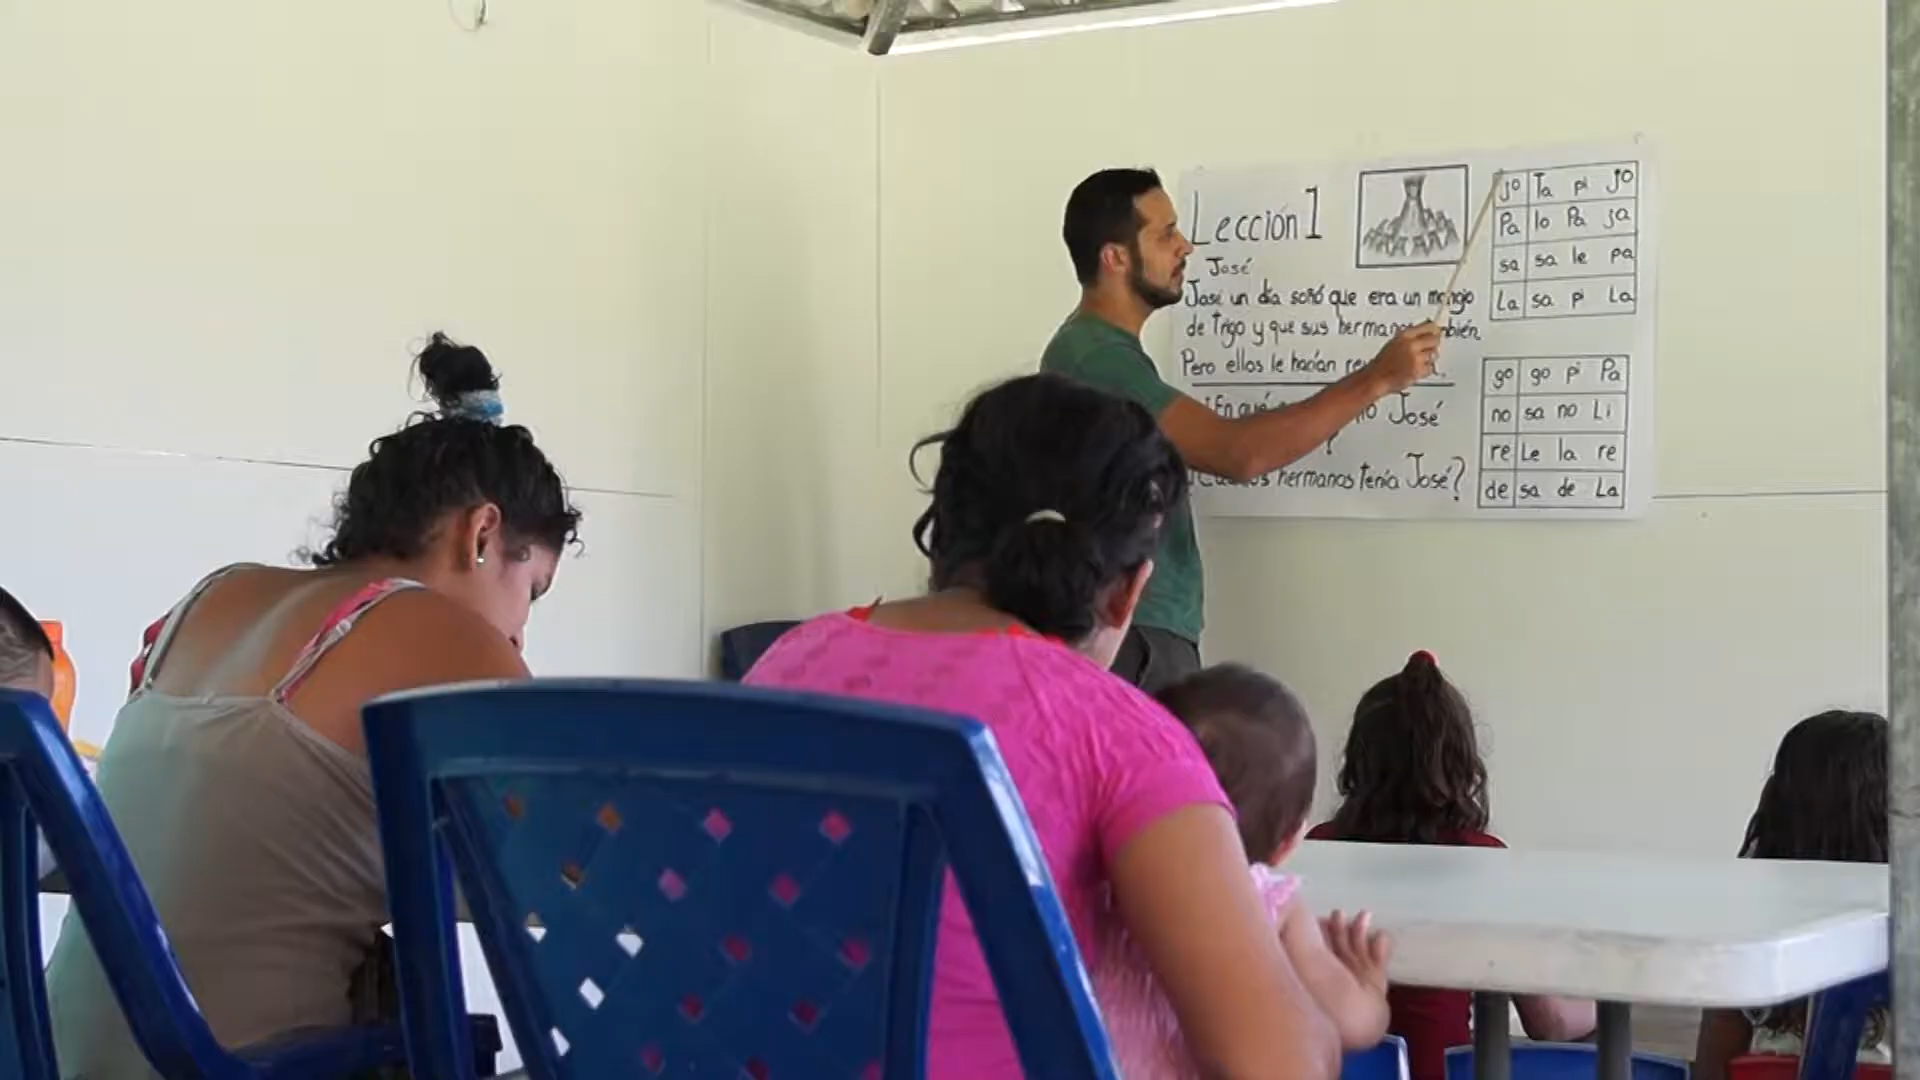 Lección 1
José
José un día soñó que era un manojo
de Trigo y que sus hermanos también.
Pero ellos le hacían
¿En qué José
?
hermanos Tenía José?
jo Ta pi jo
Pa lo Pa ja
sa sa le pa
La sa pi La
go go pi Pa
no sa no Li
re Le la re
de sa de La